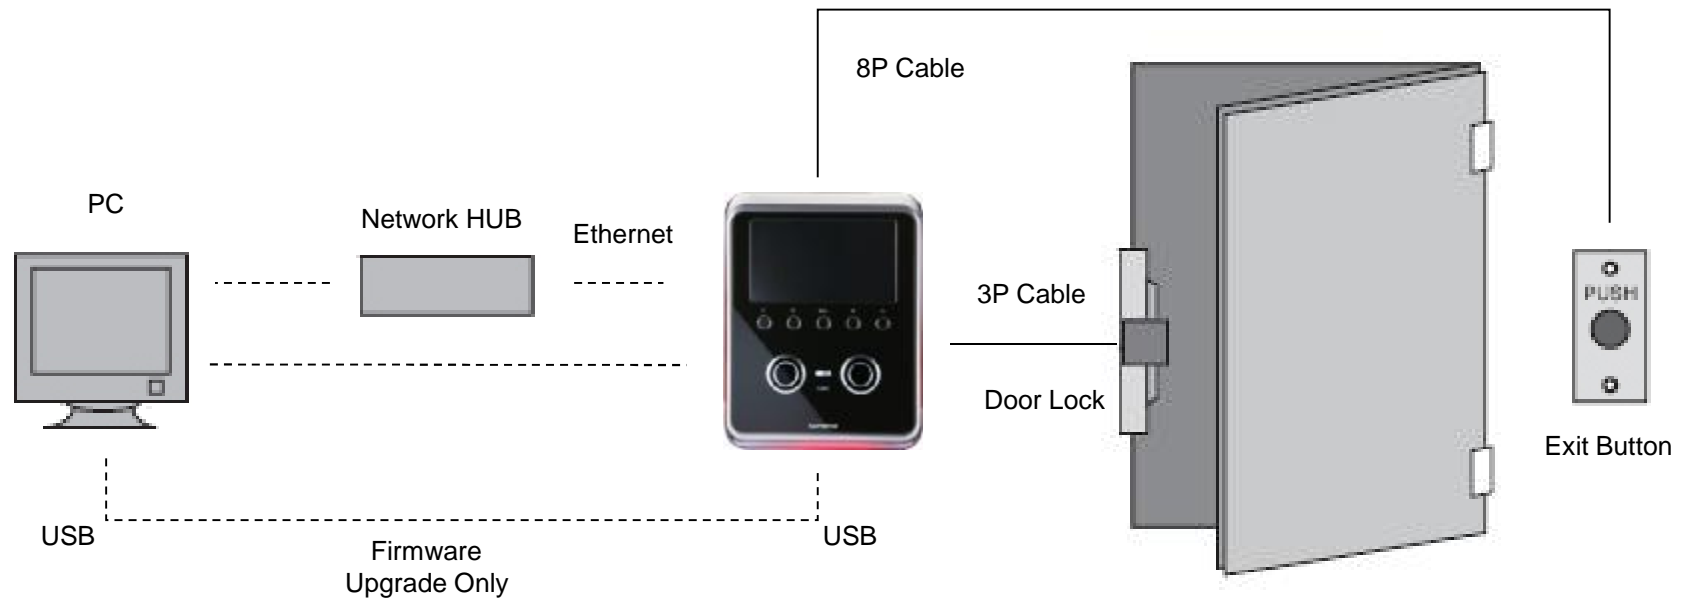 8P Cable
PC
Network HUB
Ethernet
3P Cable
PUSH
Door Lock
Exit Button
USB
USB
Firmware
Upgrade Only